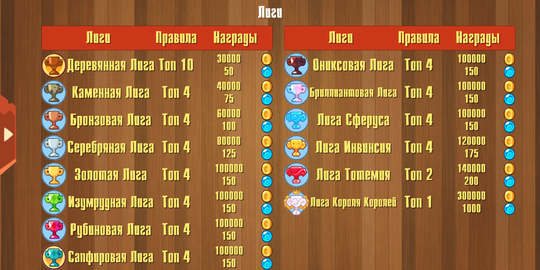 Лиги
Лиги Правила Награды
Деревянная Лига Топ 10 30000 50
Каменная Лига Топ 4 40000 75
Бронзовая Лига Топ 4 60000 100
Серебряная Лига Топ 4 80000 125
Золотая Лига Топ 4 100000 150
Изумрудная Лига Топ 4 100000 150
Рубиновая Лига Топ 4 100000 150
Сапфировая Лига Топ 4 100000 150
Лиги Правила Награды
Ониксовая Лига Топ 4 100000 150
Бриллиантовая Лига Топ 4 100000 150
Лига Сферуса Топ 4 100000 150
Лига Инвинсия Топ 4 120000 175
Лига Тотемия Топ 2 140000 200
Лига Короля Королей Топ 1 300000 1000